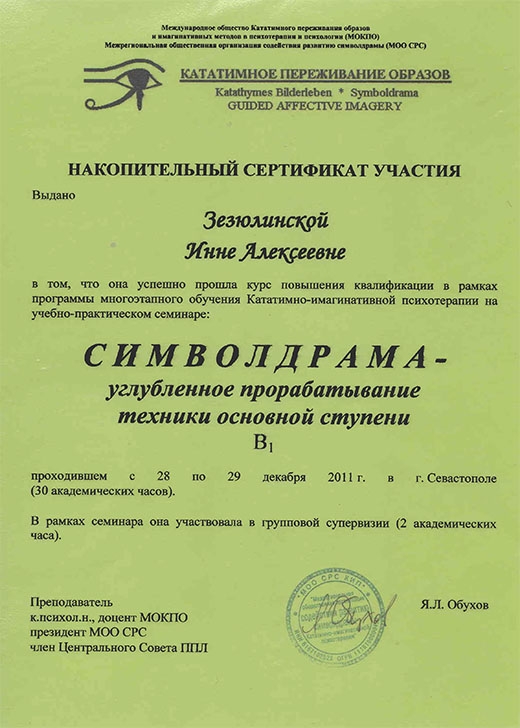 Международное общество Кататимного переживания образов
и имагинативных методов в психотерапии и психологии (МОКПО)
Межрегиональная общественная организация содействия развитию символдрамы (МОО СРС)
КАТАТИМНОЕ ПЕРЕЖИВАНИЕ ОБРАЗОВ
Katathymes Bilderleben * Symboldrama
GUIDED AFFECTIVE IMAGERY
НАКОПИТЕЛЬНЫЙ СЕРТИФИКАТ УЧАСТИЯ
Выдано
Зезюлинской
Инне Алексеевне
в том, что она успешно прошла курс повышения квалификации в рамках
программы многоэтапного обучения Кататимно-имагинативной психотерапии на
учебно-практическом семинаре:
СИМВОЛДРАМА -
углубленное прорабатывание
техники основной ступени
B1
проходившем с 28 по 29 декабря 2011 г. в г. Севастополе
(30 академических часов).
В рамках семинара она участвовала в групповой супервизии (2 академических
часа).
Преподаватель
к.психол.н., доцент МОКПО
президент МОО СРС
член Центрального Совета ППЛ
Я.Л. Обухов
"МОО СРС КИП"